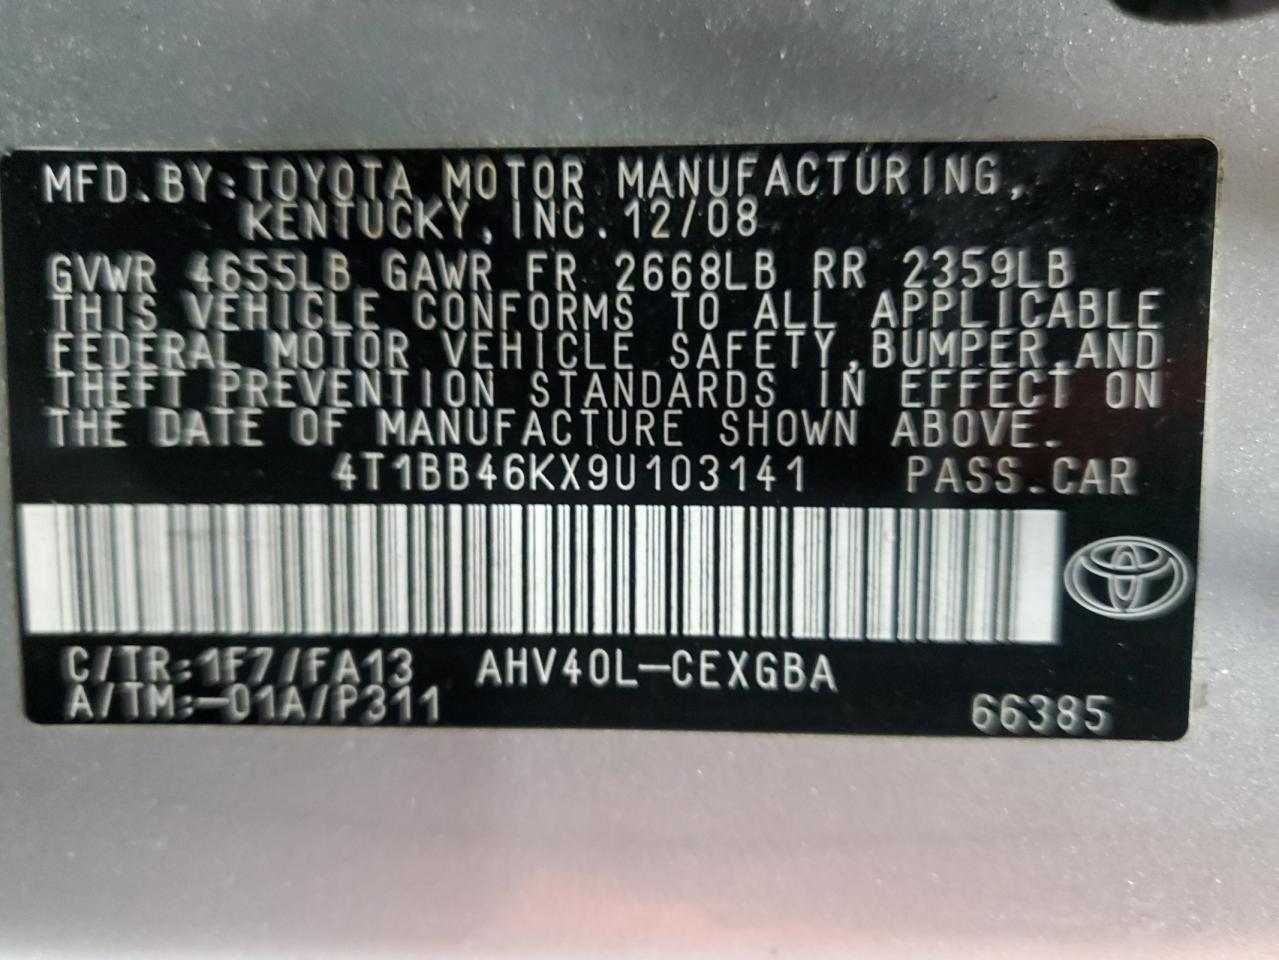 MFD.BY:TOYOTA MOTOR MANUFACTURING,
KENTUCKY, INC. 12/08
GVWR 4655LB GAWR FR 2668LB RR 2359LB
THIS VEHICLE CONFORMS TO ALL APPLICABLE
FEDERAL MOTOR VEHICLE SAFETY,BUMPER,AND
THEFT PREVENTION STANDARDS IN EFFECT ON
THE DATE OF MANUFACTURE SHOWN ABOVE.
4T1BB46KX9U103141 PASS.CAR
C/TR:1F7/FA13 AHV40L-CEXGBA
A/TM:-01A/P311 66385